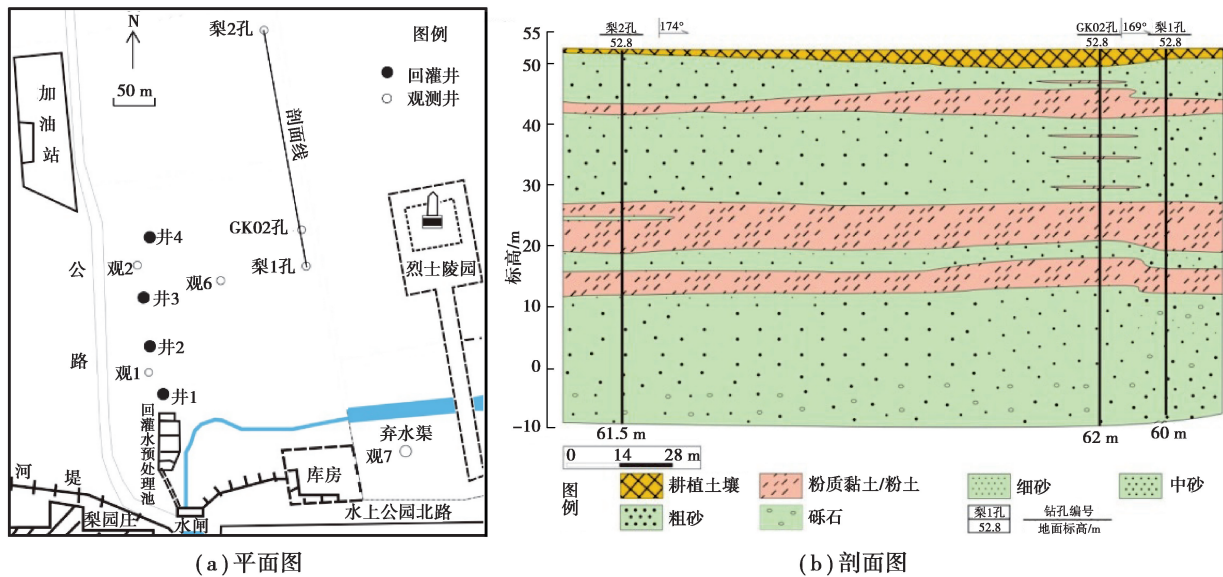 N
50 m
图例
回灌井
观测井
加油站
公路
梨2孔
剖面线
GK02孔
梨1孔
井4
观2
观6
井3
井2
观1
井1
烈士陵园
回灌水预处理池
弃水渠
观7
库房
河堤
梨园庄
水闸
水上公园北路
(a)平面图
梨2孔
52.8
174°
GK02孔
52.8
169°
梨1孔
52.8
标高/m
55
50
40
30
20
10
0
-10
61.5 m
62 m
60 m
0 14 28 m
图例
耕植土壤
粉质黏土/粉土
细砂
中砂
粗砂
砾石
梨1孔
52.8
钻孔编号
地面标高/m
(b)剖面图